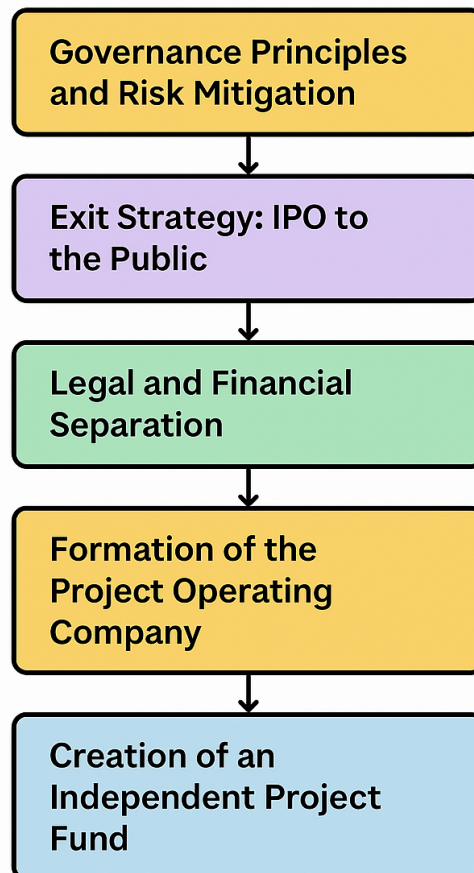 Governance Principles
and Risk Mitigation
Exit Strategy: IPO to
the Public
Legal and Financial
Separation
Formation of the
Project Operating
Company
Creation of an
Independent Project
Fund